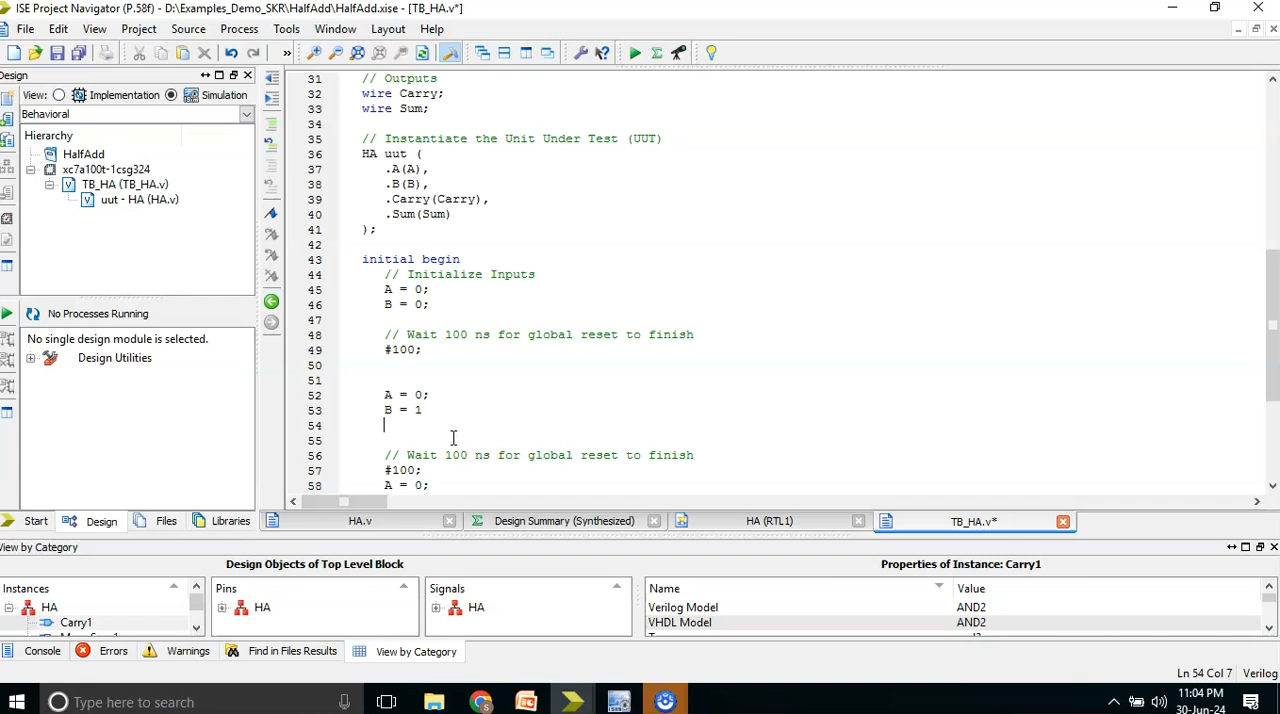 ISE Project Navigator (P.58f) - D:\Examples_Demo_SKR\HalfAdd\HalfAdd.xise - [TB_HA.v*]
File Edit View Project Source Process Tools Window Layout Help
Design
View: Implementation Simulation
Behavioral
Hierarchy
HalfAdd
xc7a100t-1csg324
TB_HA (TB_HA.v)
uut - HA (HA.v)
No Processes Running
No single design module is selected.
Design Utilities
31 // Outputs
32 wire Carry;
33 wire Sum;
34
35 // Instantiate the Unit Under Test (UUT)
36 HA uut (
37 .A(A),
38 .B(B),
39 .Carry(Carry),
40 .Sum(Sum)
41 );
42
43 initial begin
44 // Initialize Inputs
45 A = 0;
46 B = 0;
47
48 // Wait 100 ns for global reset to finish
49 #100;
50
51
52 A = 0;
53 B = 1
54
55
56 // Wait 100 ns for global reset to finish
57 #100;
58 A = 0;
Start Design Files Libraries
HA.v Design Summary (Synthesized) HA (RTL1) TB_HA.v*
View by Category
Design Objects of Top Level Block Properties of Instance: Carry1
Instances Pins Signals Name Value
HA HA HA Verilog Model AND2
Carry1 VHDL Model AND2
Console Errors Warnings Find in Files Results View by Category
Ln 54 Col 7 Verilog
Type here to search
11:04 PM
30-Jun-24